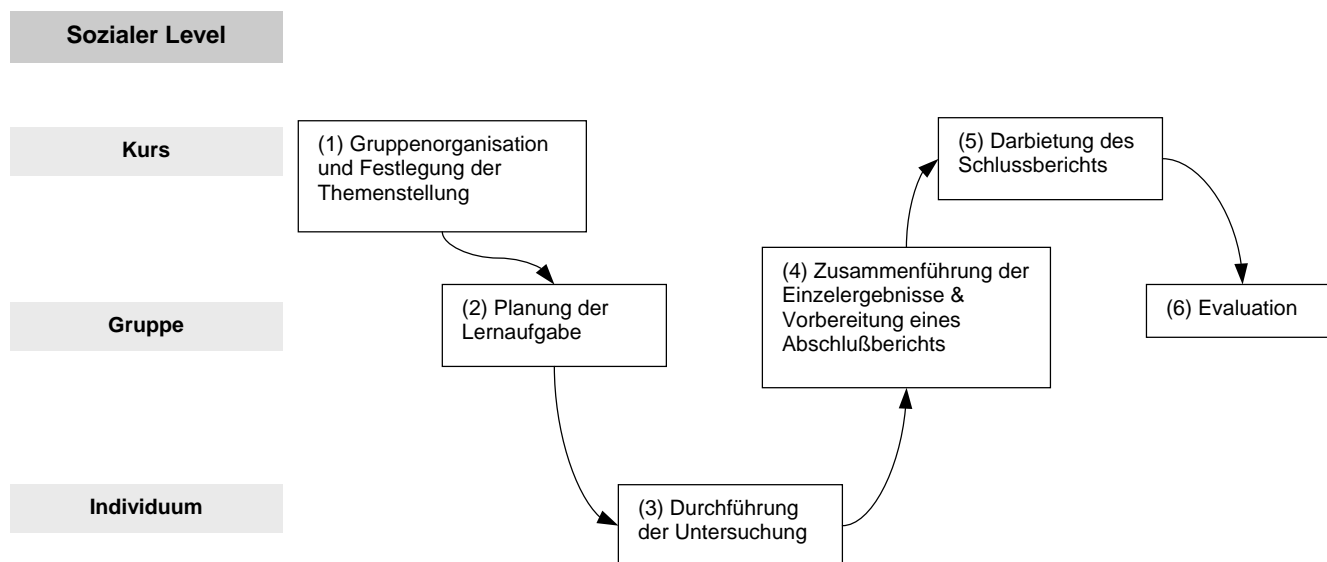 Sozialer Level
Kurs
(1) Gruppenorganisation
und Festlegung der
Themenstellung
(5) Darbietung des
Schlussberichts
Gruppe
(2) Planung der
Lernaufgabe
(4) Zusammenführung der
Einzelergebnisse &
Vorbereitung eines
Abschlußberichts
(6) Evaluation
Individuum
(3) Durchführung
der Untersuchung